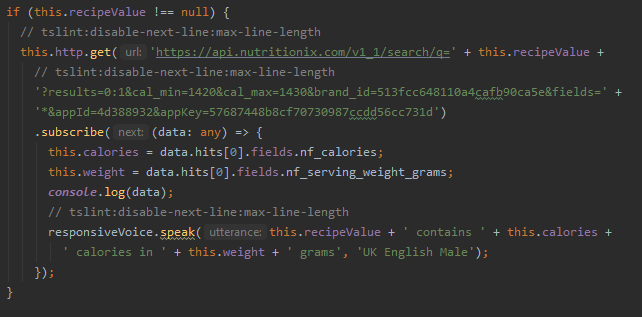 if (this.recipeValue !== null) {
// tslint:disable-next-line:max-line-length
this.http.get( url: 'https://api.nutritionix.com/v1_1/search/q=' + this.recipeValue +
// tslint:disable-next-line:max-line-length
'?results=0:1&cal_min=1420&cal_max=1430&brand_id=513fcc648110a4cafb90ca5e&fields=' +
'*&appId=4d388932&appKey=57687448b8cf70730987ccdd56cc731d')
.subscribe( next: (data: any) => {
this.calories = data.hits[0].fields.nf_calories;
this.weight = data.hits[0].fields.nf_serving_weight_grams;
console.log(data);
// tslint:disable-next-line:max-line-length
responsiveVoice.speak( utterance: this.recipeValue + ' contains ' + this.calories +
' calories in ' + this.weight + ' grams', 'UK English Male');
});
}